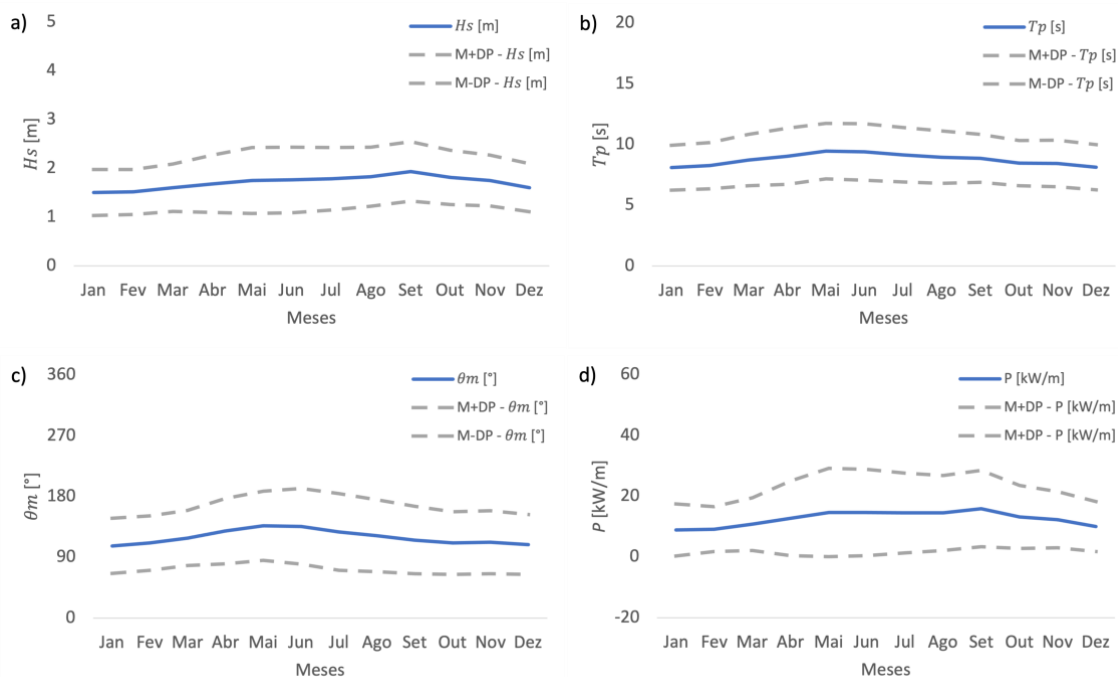 a)
Hs [m]
M+DP - Hs [m]
M-DP - Hs [m]
5
4
3
2
1
0
Hs [m]
Jan Fev Mar Abr Mai Jun Jul Ago Set Out Nov Dez
Meses
b)
Tp [s]
M+DP - Tp [s]
M-DP - Tp [s]
20
15
10
5
0
Tp [s]
Jan Fev Mar Abr Mai Jun Jul Ago Set Out Nov Dez
Meses
c)
θm [°]
M+DP - θm [°]
M-DP - θm [°]
360
270
180
90
0
θm [°]
Jan Fev Mar Abr Mai Jun Jul Ago Set Out Nov Dez
Meses
d)
P [kW/m]
M+DP - P [kW/m]
M+DP - P [kW/m]
60
40
20
0
-20
P [kW/m]
Jan Fev Mar Abr Mai Jun Jul Ago Set Out Nov Dez
Meses